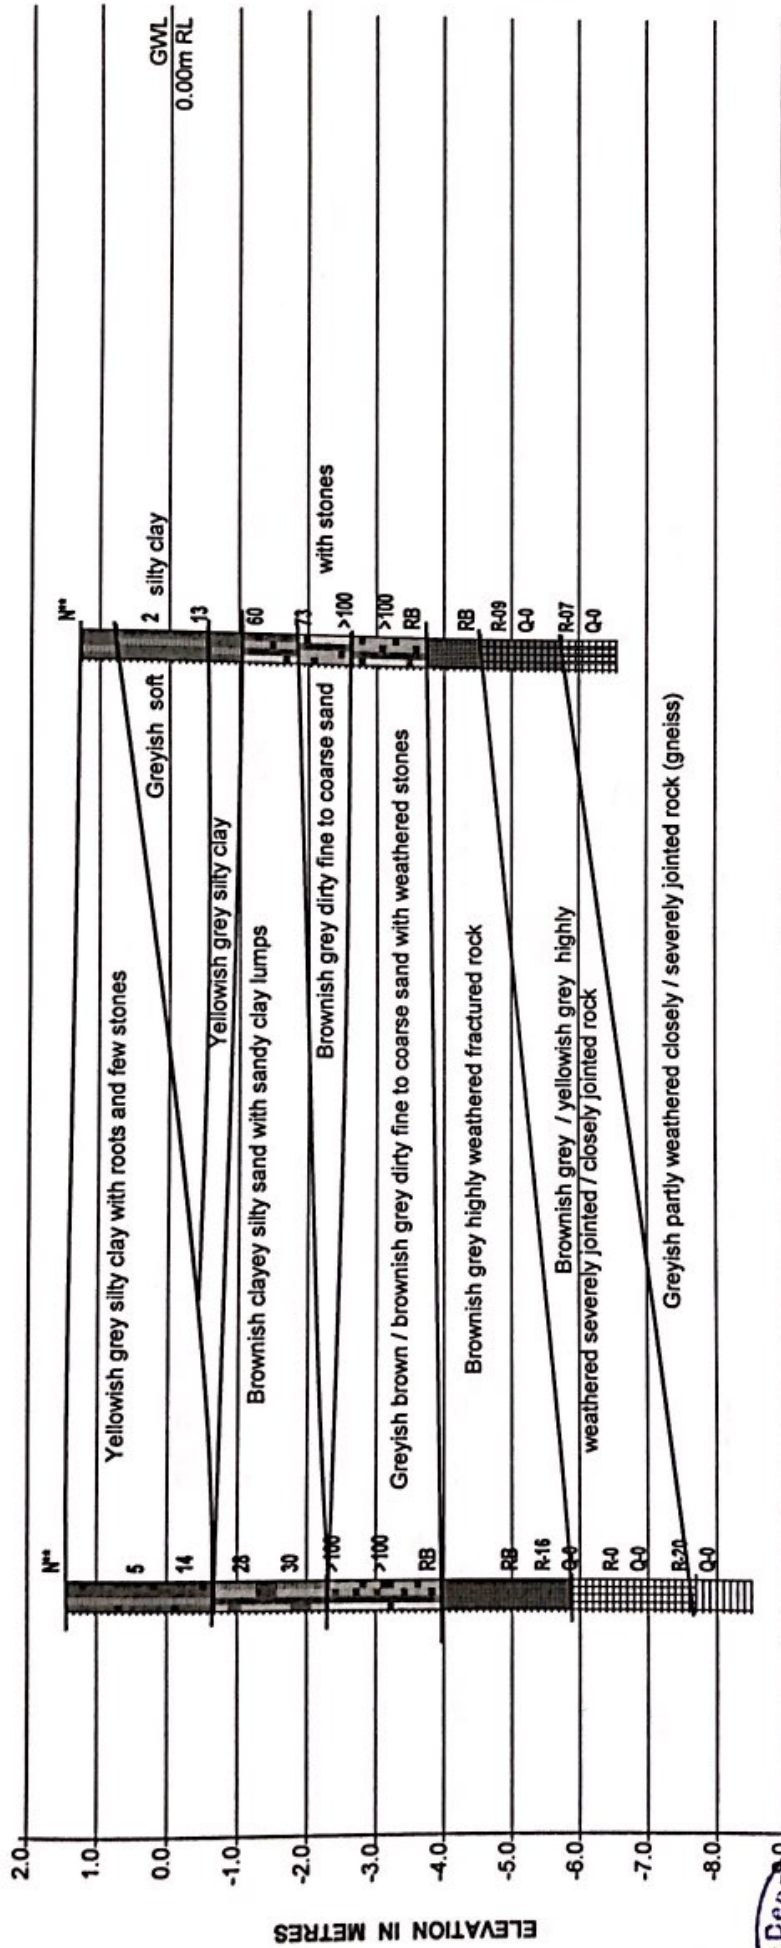 ELEVATION IN METRES
2.0
1.0
0.0
-1.0
-2.0
-3.0
-4.0
-5.0
-6.0
-7.0
-8.0
N**
5
14
28
30
>100
>100
RB
RB
R-16
Q-0
R-0
Q-0
R-20
Q-0
Yellowish grey silty clay with roots and few stones
Greyish soft silty clay
Yellowish grey silty clay
Brownish clayey silty sand with sandy clay lumps
Brownish grey dirty fine to coarse sand with stones
Greyish brown / brownish grey dirty fine to coarse sand with weathered stones
Brownish grey highly weathered fractured rock
Brownish grey / yellowish grey highly
weathered severely jointed / closely jointed rock
Greyish partly weathered closely / severely jointed rock (gneiss)
N**
2
13
60
73
>100
>100
RB
RB
R-09
Q-0
R-07
Q-0
GWL
0.00m RL